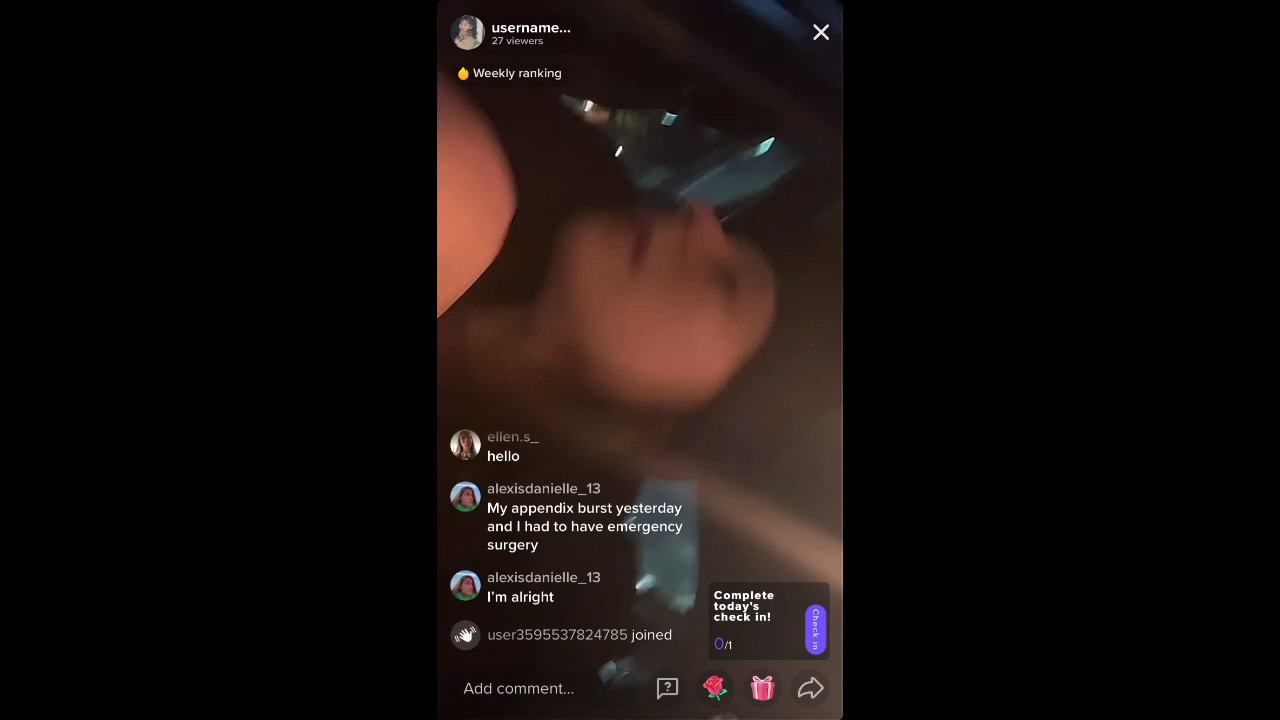 username...
27 viewers
Weekly ranking
ellen.s_
hello
alexisdanielle_13
My appendix burst yesterday
and I had to have emergency
surgery
alexisdanielle_13
I'm alright
user3595537824785 joined
Complete
today's
check in!
0/1
Check in
Add comment...